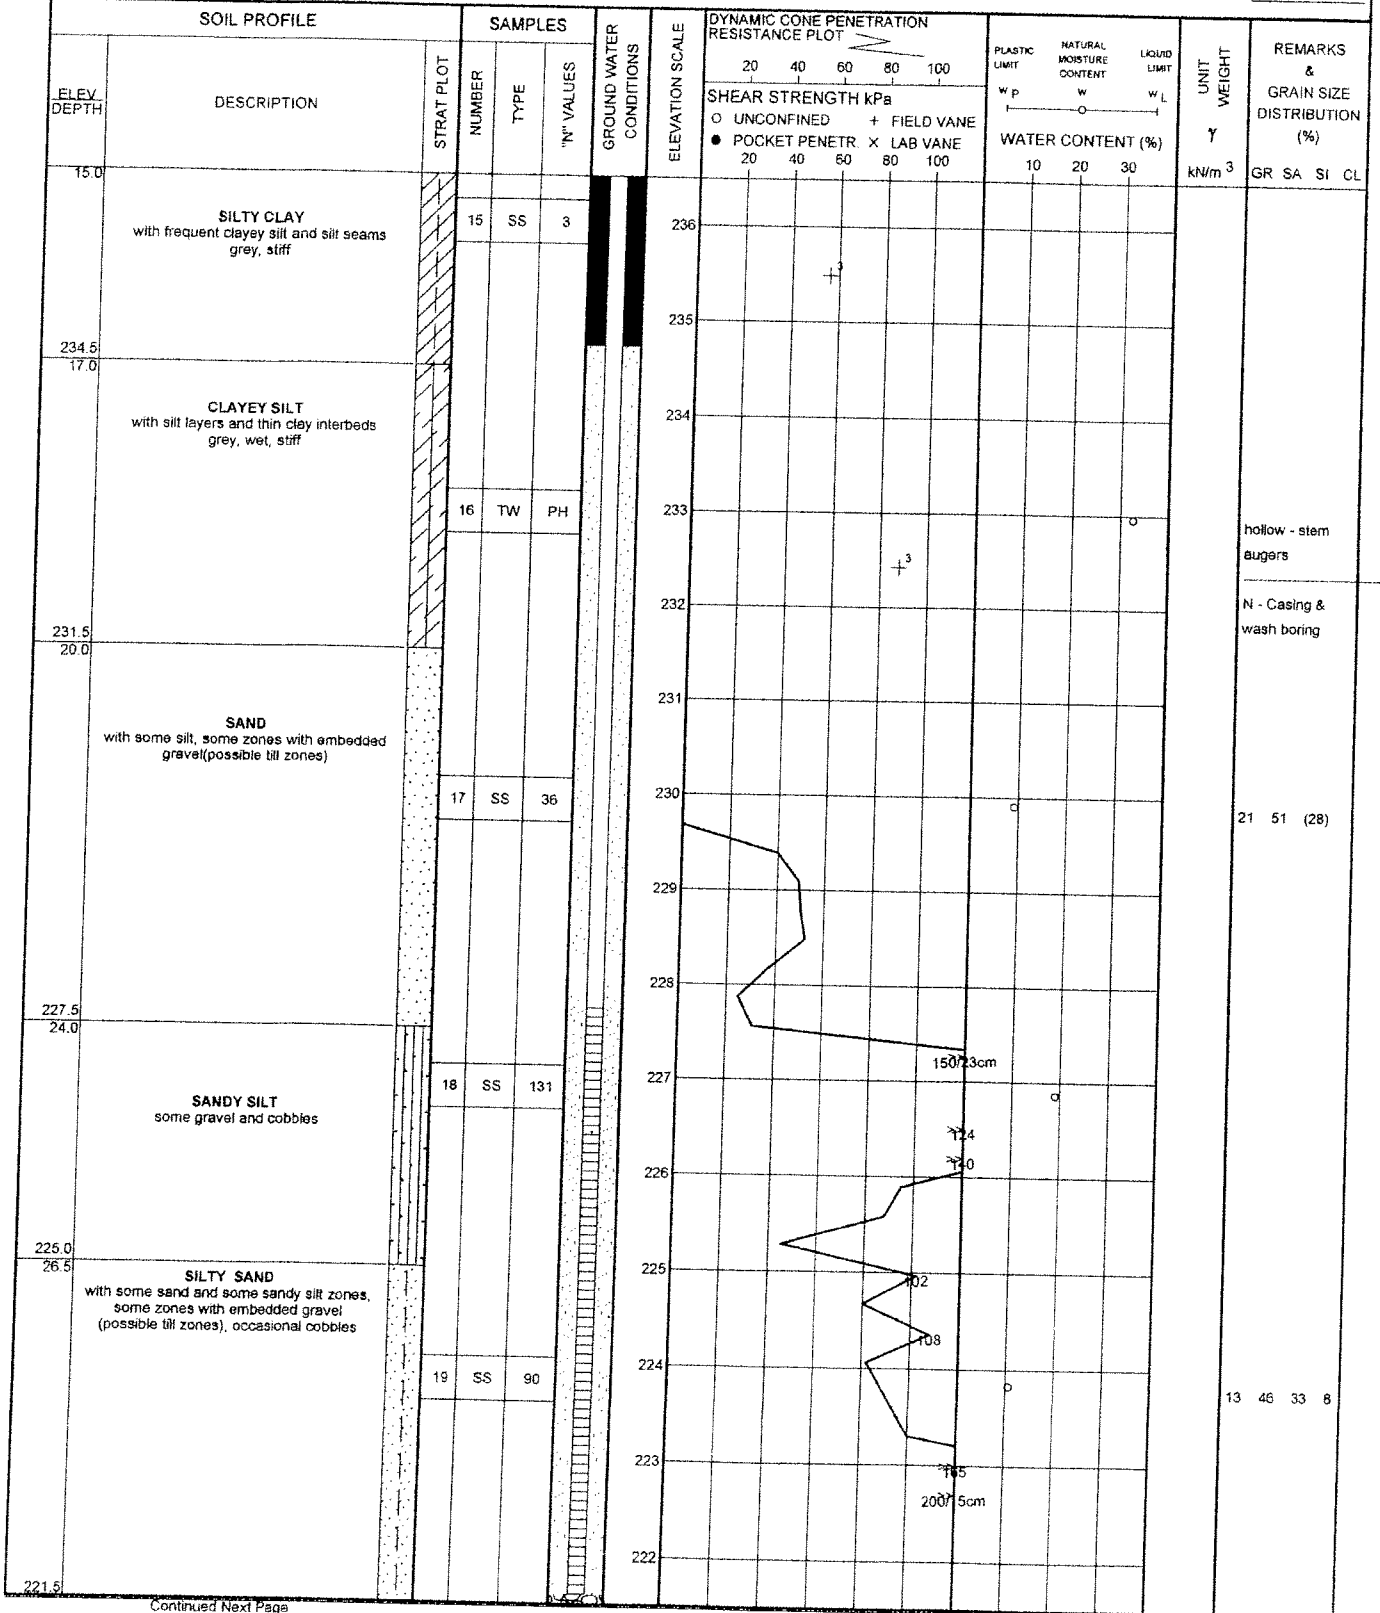 SOIL PROFILE
SAMPLES
GROUND WATER CONDITIONS
ELEVATION SCALE
DYNAMIC CONE PENETRATION
RESISTANCE PLOT
20 40 60 80 100
SHEAR STRENGTH kPa
O UNCONFINED + FIELD VANE
● POCKET PENETR. X LAB VANE
20 40 60 80 100
PLASTIC LIMIT
NATURAL MOISTURE CONTENT
LIQUID LIMIT
W P W W L
WATER CONTENT (%)
10 20 30
UNIT WEIGHT
γ
kN/m 3
REMARKS
&
GRAIN SIZE
DISTRIBUTION
(%)
GR SA SI CL
ELEV
DEPTH
DESCRIPTION
STRAT PLOT
NUMBER
TYPE
"N" VALUES
15.0
SILTY CLAY
with frequent clayey silt and silt seams
grey, stiff
15 SS 3
236
3
235
234.5
17.0
CLAYEY SILT
with silt layers and thin clay interbeds
grey, wet, stiff
234
16 TW PH
233
hollow - stem
augers
3
232
N - Casing &
wash boring
231.5
20.0
231
SAND
with some silt, some zones with embedded
gravel(possible till zones)
230
17 SS 36
21 51 (28)
229
228
227.5
24.0
150/23cm
227
18 SS 131
SANDY SILT
some gravel and cobbles
124
140
226
225.0
26.5
225
SILTY SAND
with some sand and some sandy silt zones,
some zones with embedded gravel
(possible till zones), occasional cobbles
102
108
224
19 SS 90
13 46 33 8
223
165
200/ 5cm
222
221.5
Continued Next Page